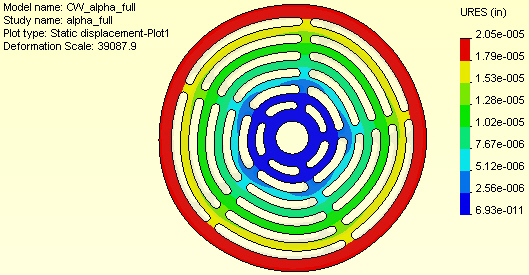 Model name: CW_alpha_full
Study name: alpha_full
Plot type: Static displacement-Plot1
Deformation Scale: 39087.9
URES (in)
2.05e-005
1.79e-005
1.53e-005
1.28e-005
1.02e-005
7.67e-006
5.12e-006
2.56e-006
6.93e-011